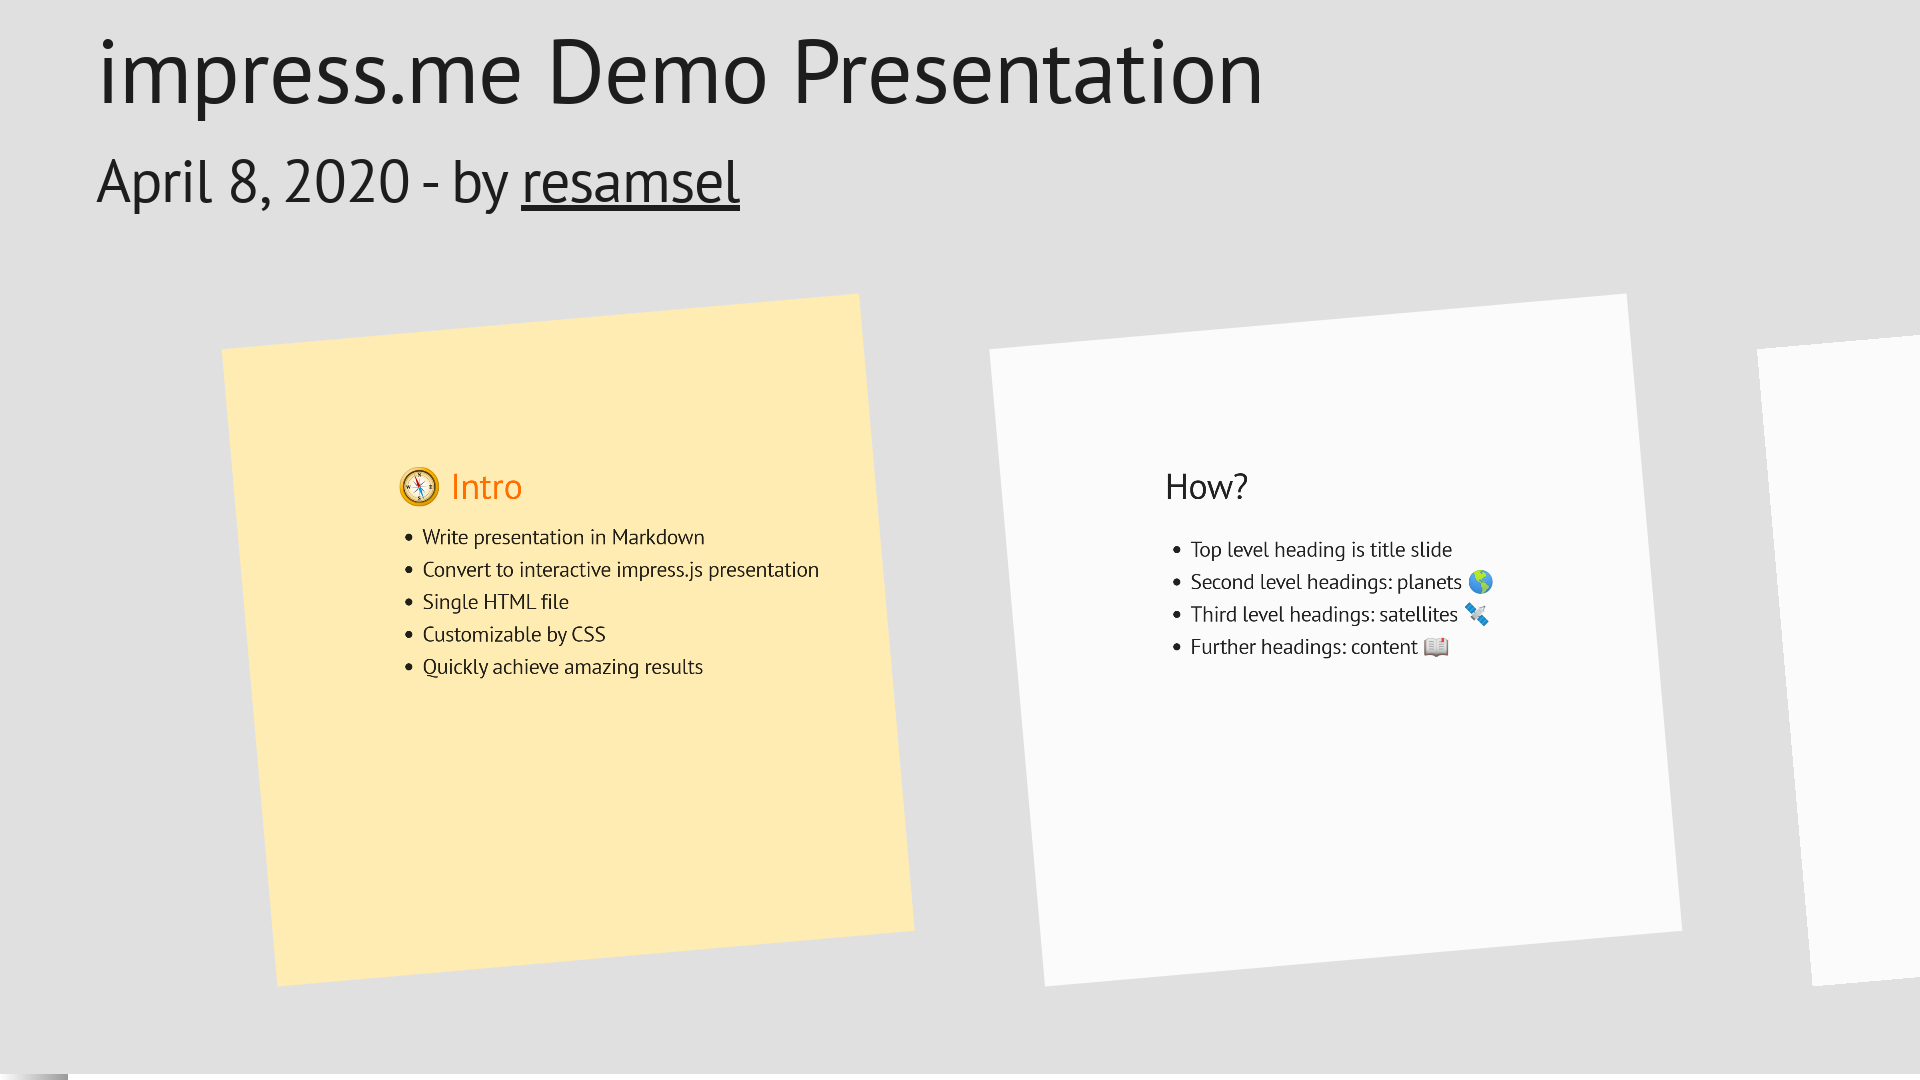 impress.me Demo Presentation
April 8, 2020 - by resamsel
🧭 Intro
• Write presentation in Markdown
• Convert to interactive impress.js presentation
• Single HTML file
• Customizable by CSS
• Quickly achieve amazing results
How?
• Top level heading is title slide
• Second level headings: planets 🌎
• Third level headings: satellites 🛰
• Further headings: content 📖